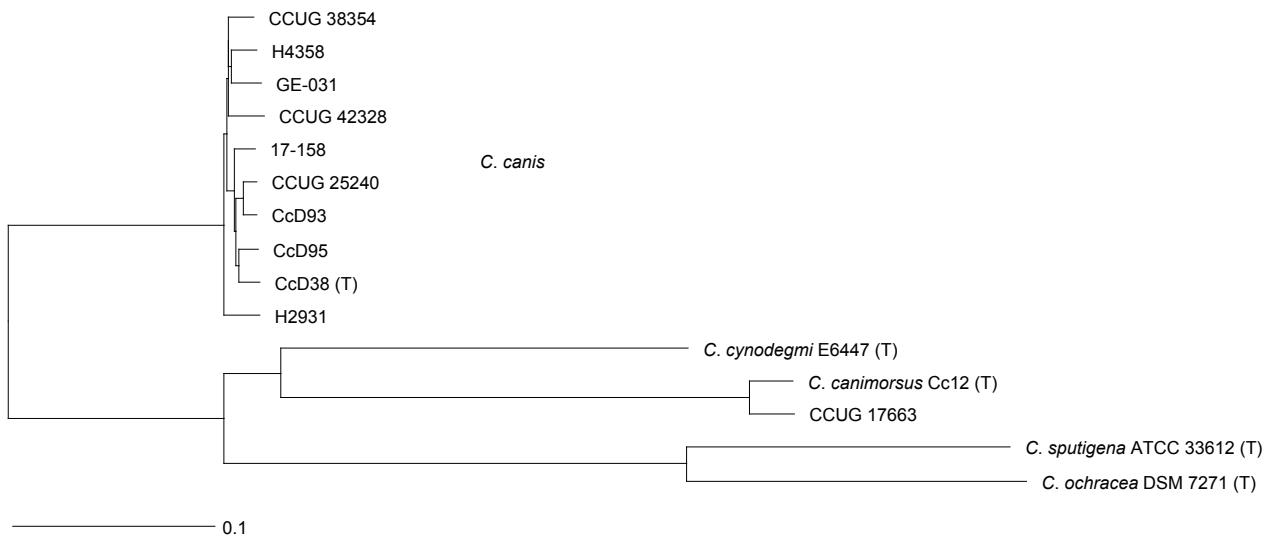 CCUG 38354
H4358
GE-031
CCUG 42328
17-158
C. canis
CCUG 25240
CcD93
CcD95
CcD38 (T)
H2931
C. cynodegmi E6447 (T)
C. canimorsus Cc12 (T)
CCUG 17663
C. sputigena ATCC 33612 (T)
C. ochracea DSM 7271 (T)
0.1